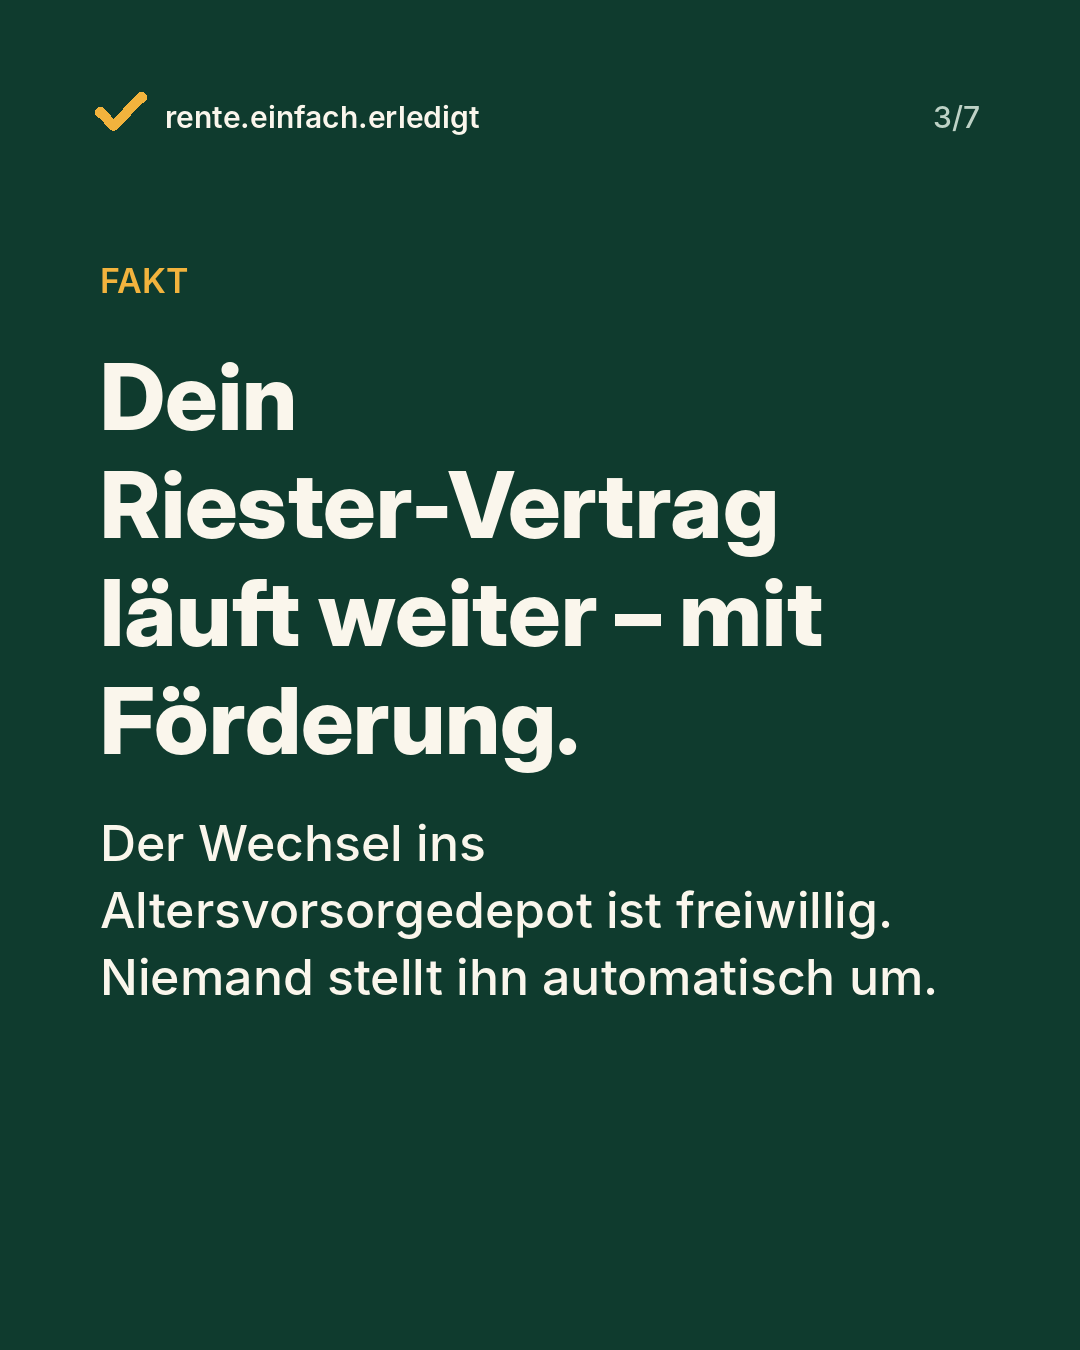 rente.einfach.erledigt
3/7
FAKT
Dein
Riester-Vertrag
läuft weiter – mit
Förderung.
Der Wechsel ins
Altersvorsorgedepot ist freiwillig.
Niemand stellt ihn automatisch um.